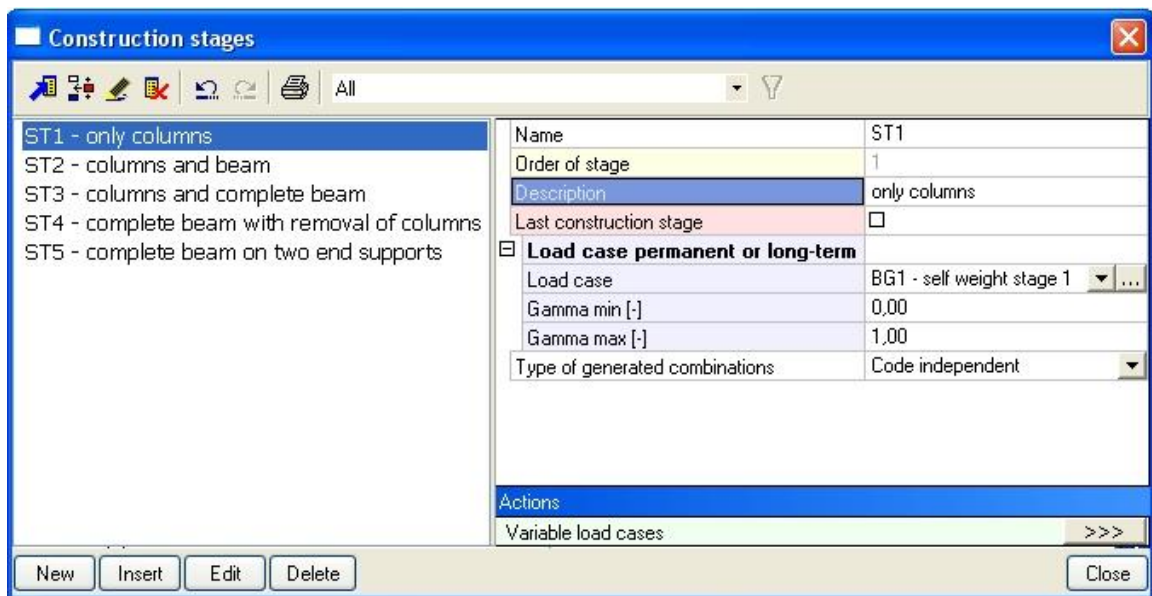 Construction stages
All
ST1 - only columns
ST2 - columns and beam
ST3 - columns and complete beam
ST4 - complete beam with removal of columns
ST5 - complete beam on two end supports
Name ST1
Order of stage 1
Description only columns
Last construction stage
Load case permanent or long-term
Load case BG1 - self weight stage 1 ...
Gamma min [-] 0,00
Gamma max [-] 1,00
Type of generated combinations Code independent
Actions
Variable load cases >>>
New Insert Edit Delete Close